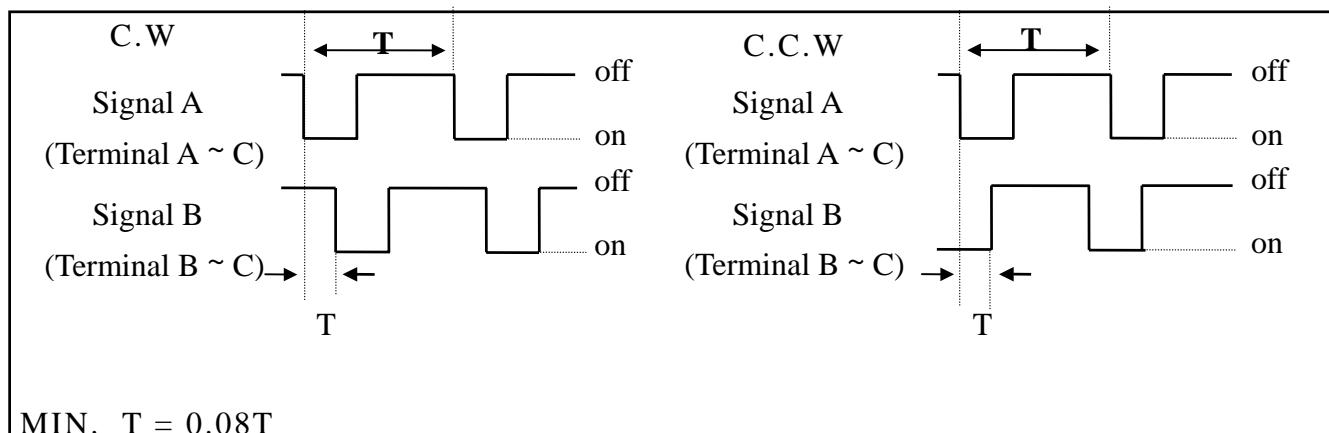 C.W
T
off
Signal A
on
(Terminal A ~ C)
off
Signal B
on
(Terminal B ~ C)
T
C.C.W
T
off
Signal A
on
(Terminal A ~ C)
off
Signal B
on
(Terminal B ~ C)
T
MIN. T = 0.08T